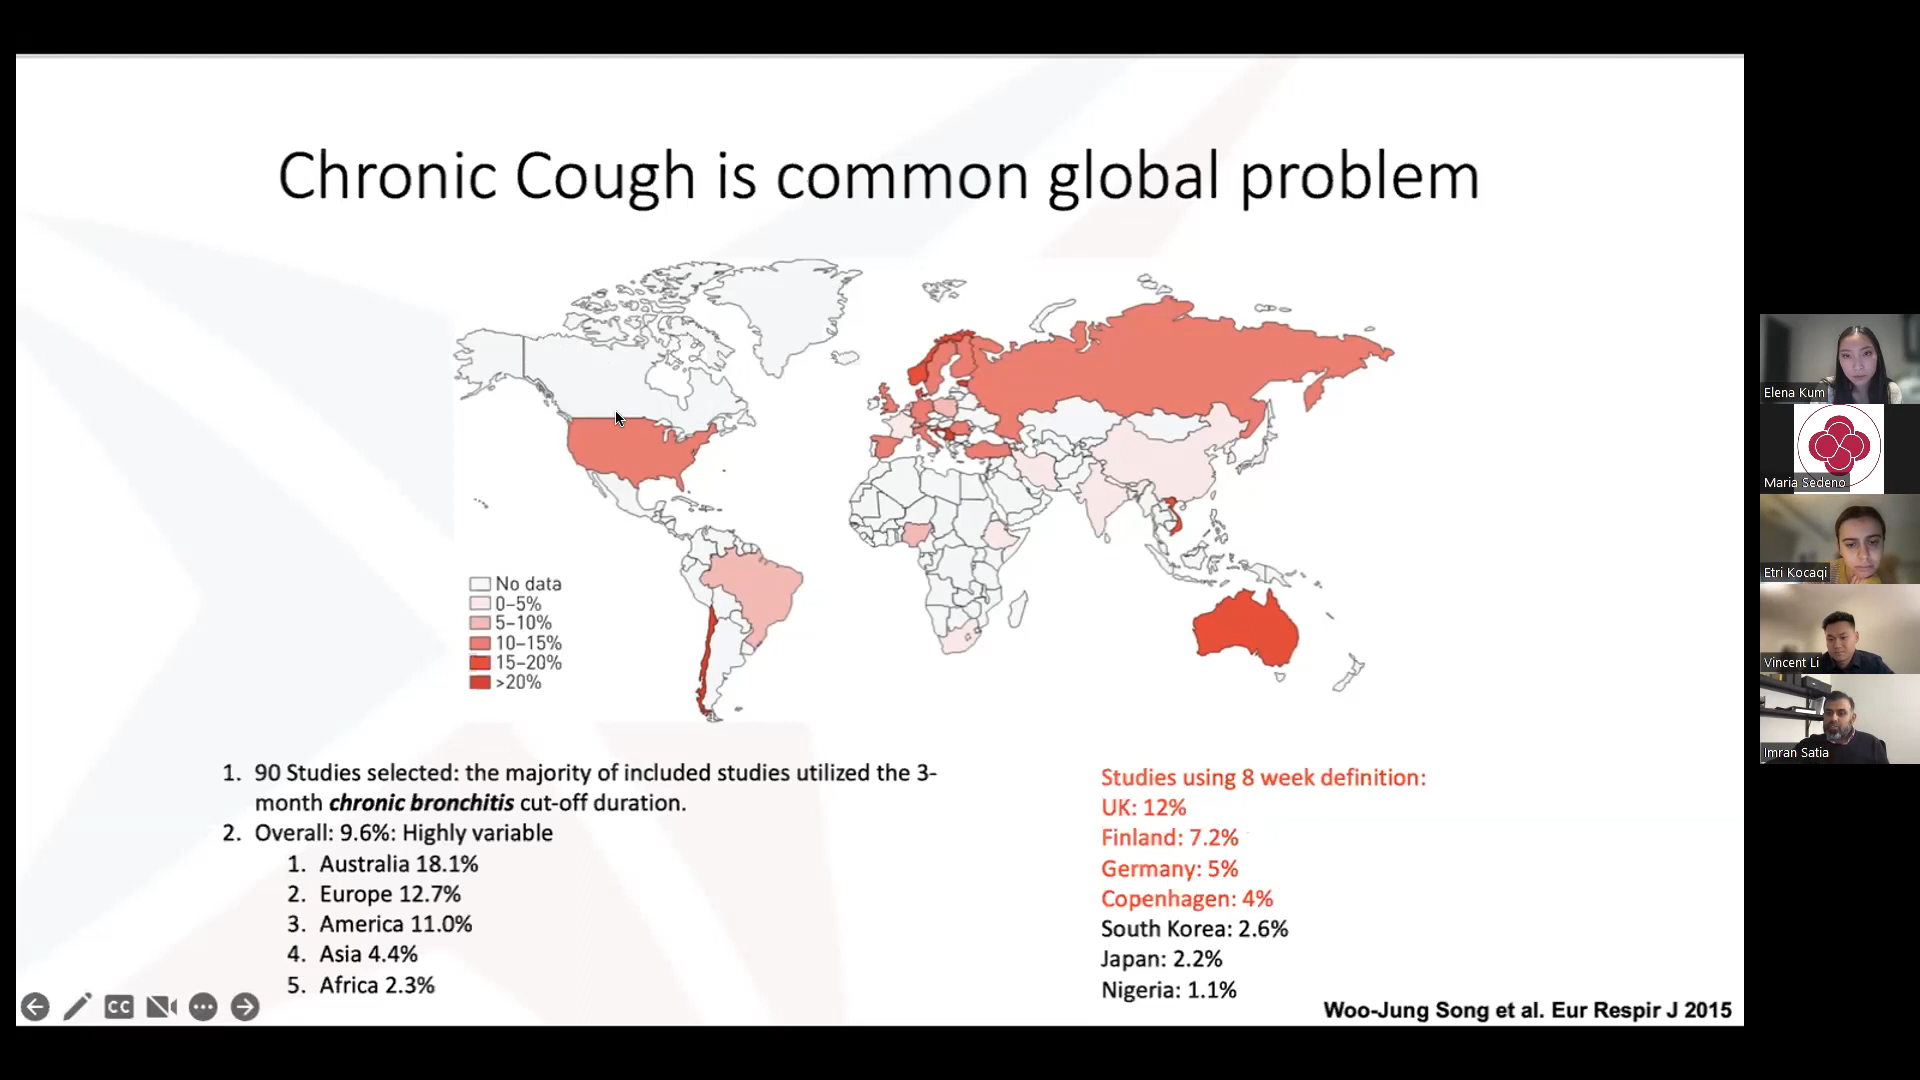 Chronic Cough is common global problem
No data
0–5%
5–10%
10–15%
15–20%
>20%
1. 90 Studies selected: the majority of included studies utilized the 3-
month chronic bronchitis cut-off duration.
2. Overall: 9.6%: Highly variable
1. Australia 18.1%
2. Europe 12.7%
3. America 11.0%
4. Asia 4.4%
5. Africa 2.3%
Studies using 8 week definition:
UK: 12%
Finland: 7.2%
Germany: 5%
Copenhagen: 4%
South Korea: 2.6%
Japan: 2.2%
Nigeria: 1.1%
Woo-Jung Song et al. Eur Respir J 2015
CC
Elena Kum
Maria Sedeno
Etri Kocaqi
Vincent Li
Imran Satia